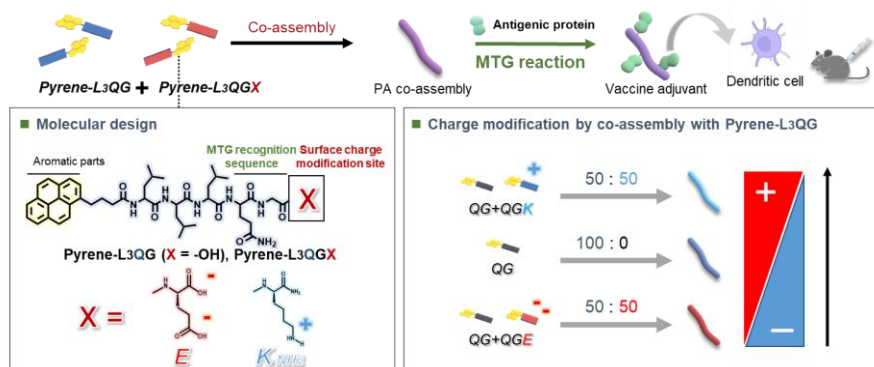 Co-assembly
Antigenic protein
MTG reaction
Pyrene-L3QG + Pyrene-L3QGX
PA co-assembly
Vaccine adjuvant
Dendritic cell
Molecular design
Aromatic parts
MTG recognition sequence
Surface charge modification site
O
O
O
H
N
N
H
O
H
N
N
H
O
H
N
O
X
O
NH2
Pyrene-L3QG (X = -OH), Pyrene-L3QGX
X =
E
K
Charge modification by co-assembly with Pyrene-L3QG
+
QG+QGK
50 : 50
QG
100 : 0
QG+QGE
50 : 50
+
−